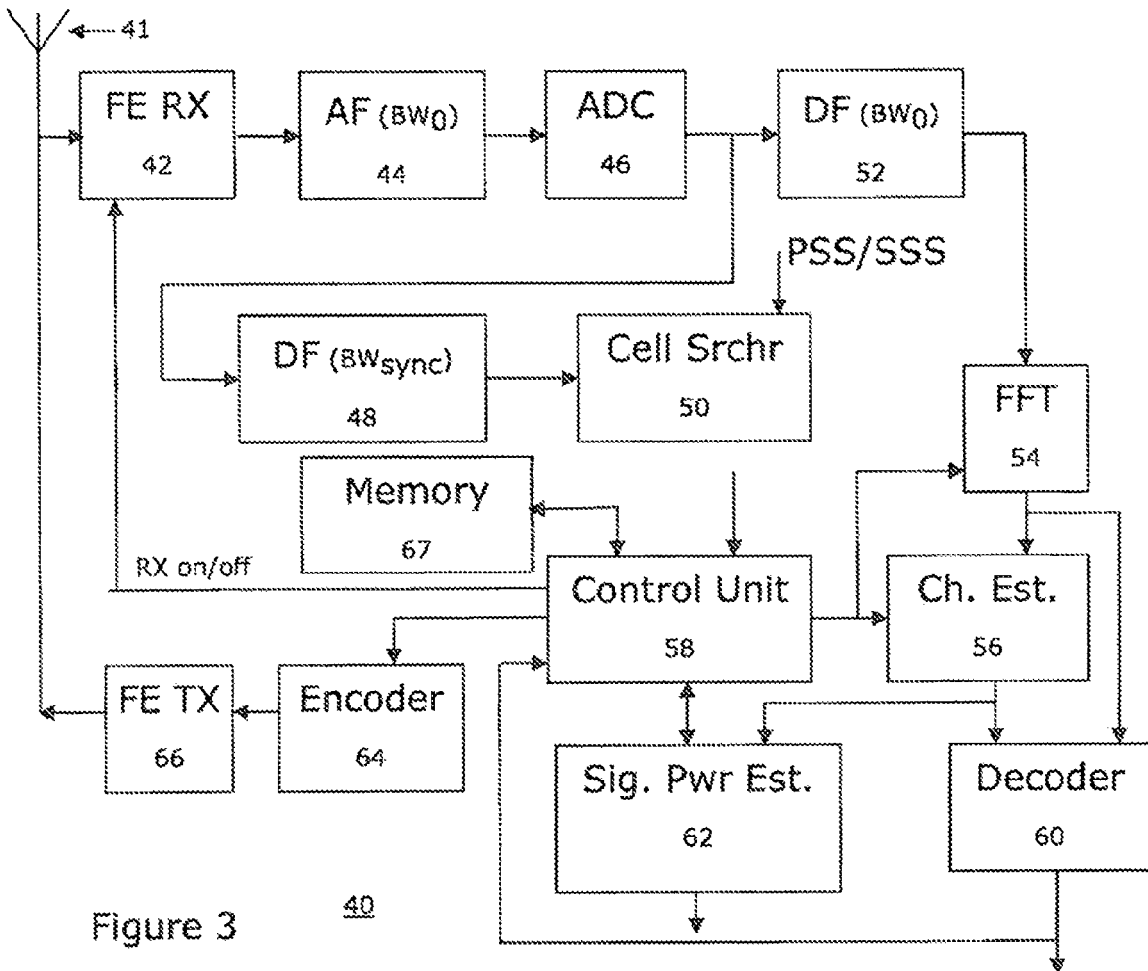 41
FE RX
42
AF (BW0)
44
ADC
46
DF (BW0)
52
PSS/SSS
DF (BWsync)
48
Cell Srchr
50
FFT
54
Memory
67
RX on/off
Control Unit
58
Ch. Est.
56
FE TX
66
Encoder
64
Sig. Pwr Est.
62
Decoder
60
Figure 3
40